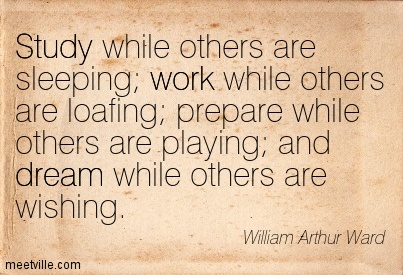 Study while others are
sleeping; work while others
are loafing; prepare while
others are playing; and
dream while others are
wishing.
William Arthur Ward
meetville.com